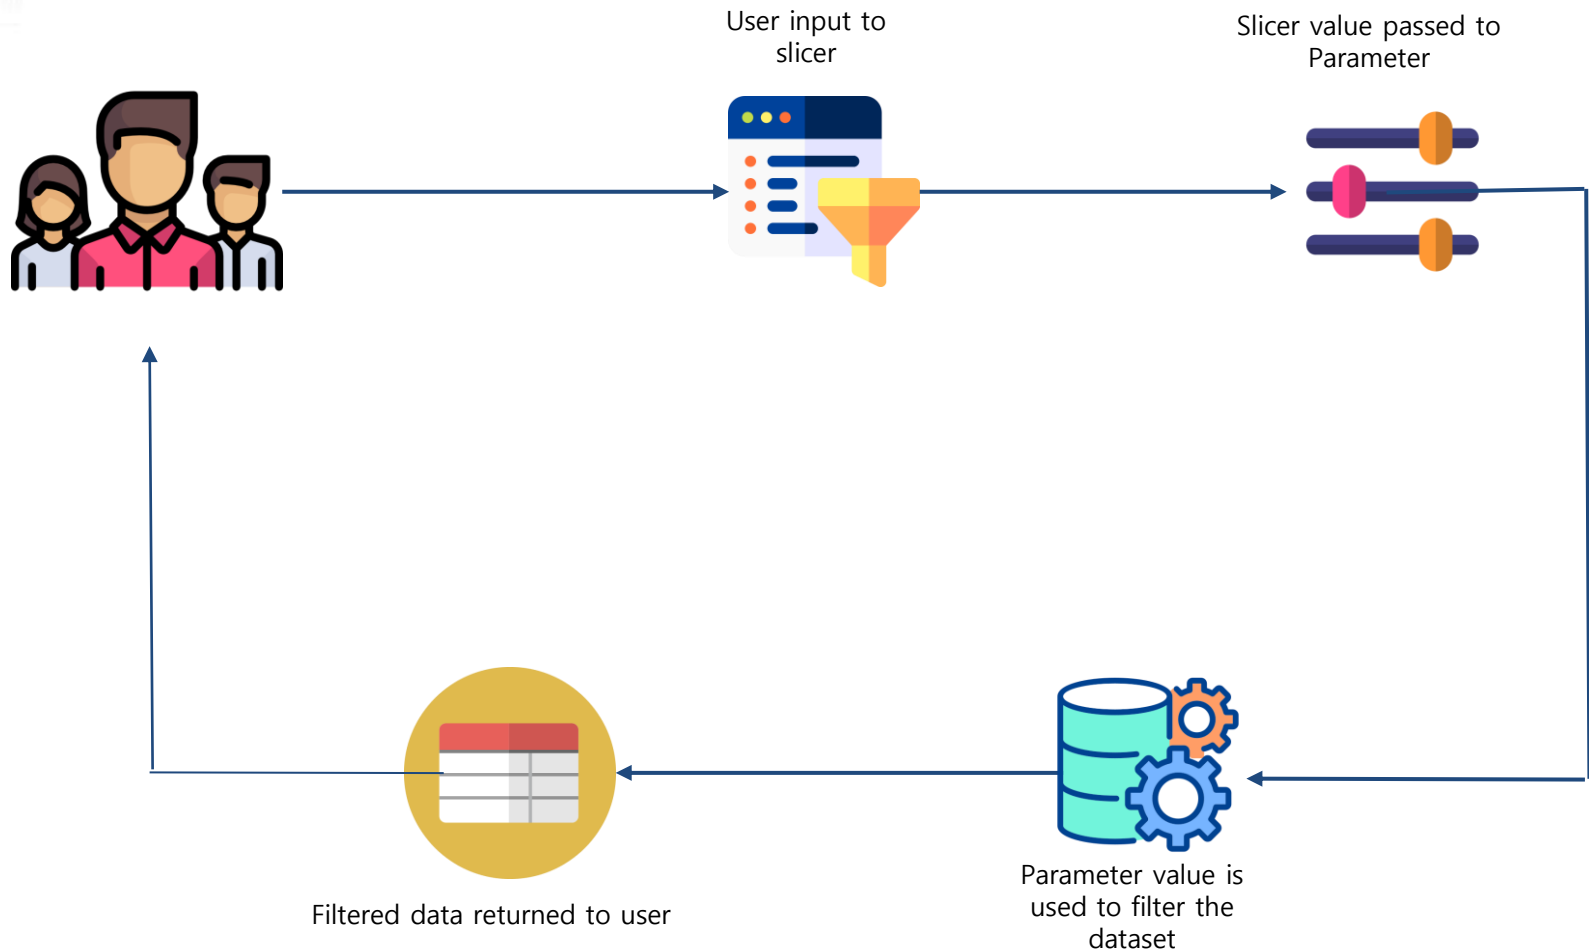 User input to
slicer
Slicer value passed to
Parameter
Filtered data returned to user
Parameter value is
used to filter the
dataset